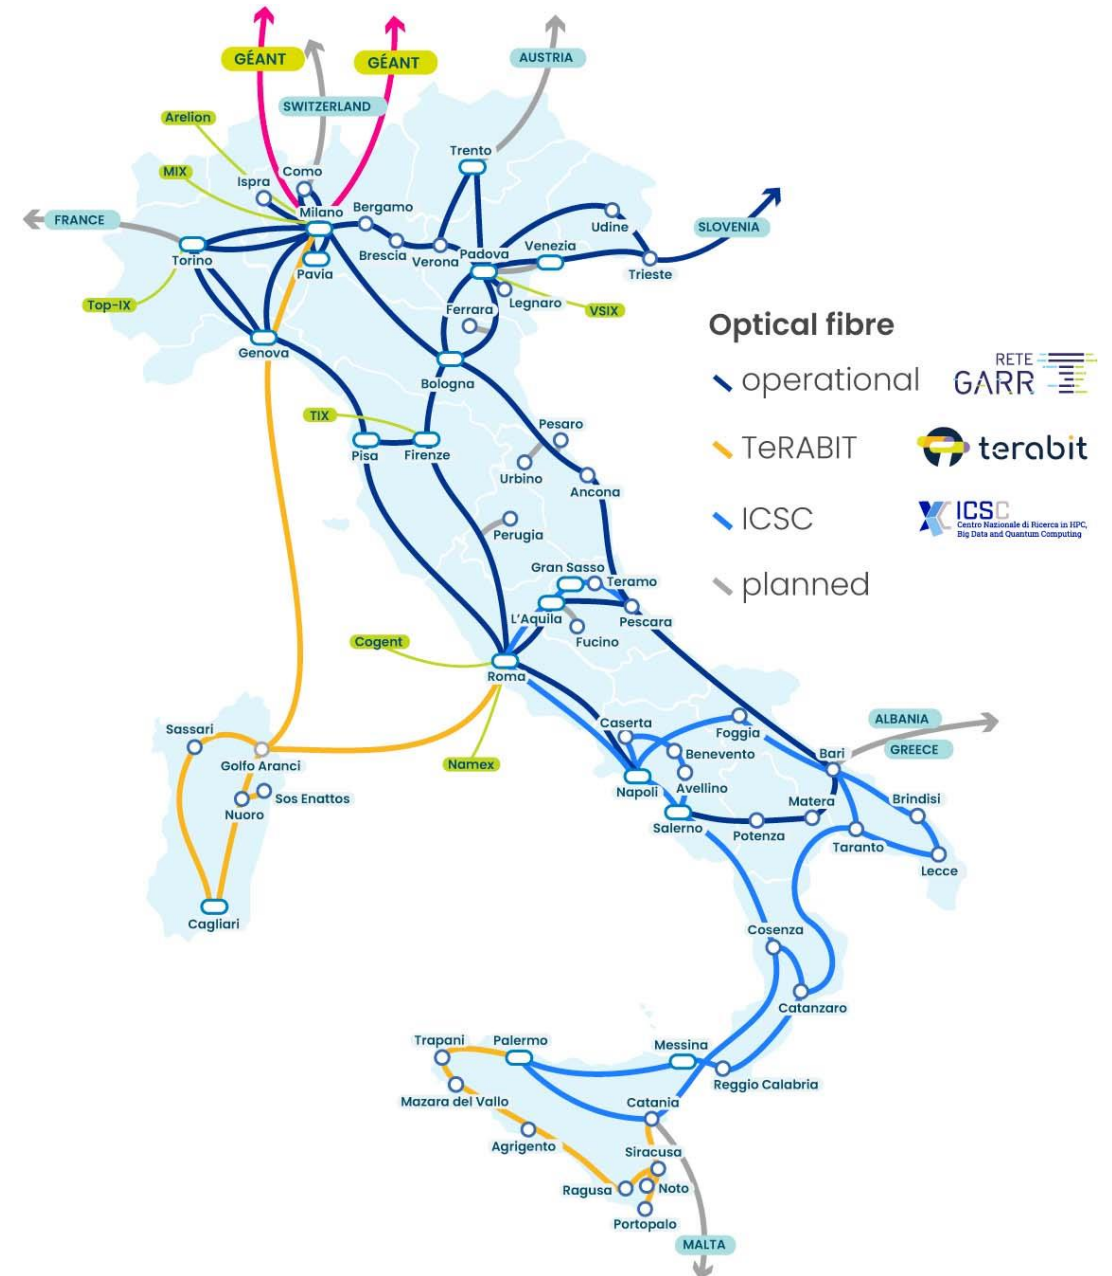 GÉANT
GÉANT
AUSTRIA
SWITZERLAND
Arelion
MIX
Ispra
Como
Trento
FRANCE
Milano
Bergamo
Udine
SLOVENIA
Torino
Pavia
Brescia
Verona
Padova
Venezia
Trieste
Top-IX
Ferrara
Legnaro
VSIX
Genova
Bologna
Optical fibre
operational
RETE
GARR
TeRABIT
terabit
ICSC
ICSC
Centro Nazionale di Ricerca in HPC,
Big Data and Quantum Computing
planned
TIX
Pisa
Firenze
Pesaro
Urbino
Ancona
Perugia
Gran Sasso
Teramo
L'Aquila
Pescara
Fucino
Cogent
Roma
Namex
Sassari
Golfo Aranci
Sos Enattos
Nuoro
Cagliari
Caserta
Foggia
Benevento
Avellino
Napoli
Salerno
Potenza
Matera
Bari
ALBANIA
GREECE
Brindisi
Taranto
Lecce
Cosenza
Catanzaro
Trapani
Palermo
Messina
Reggio Calabria
Mazara del Vallo
Catania
Agrigento
Siracusa
Ragusa
Noto
Portopalo
MALTA